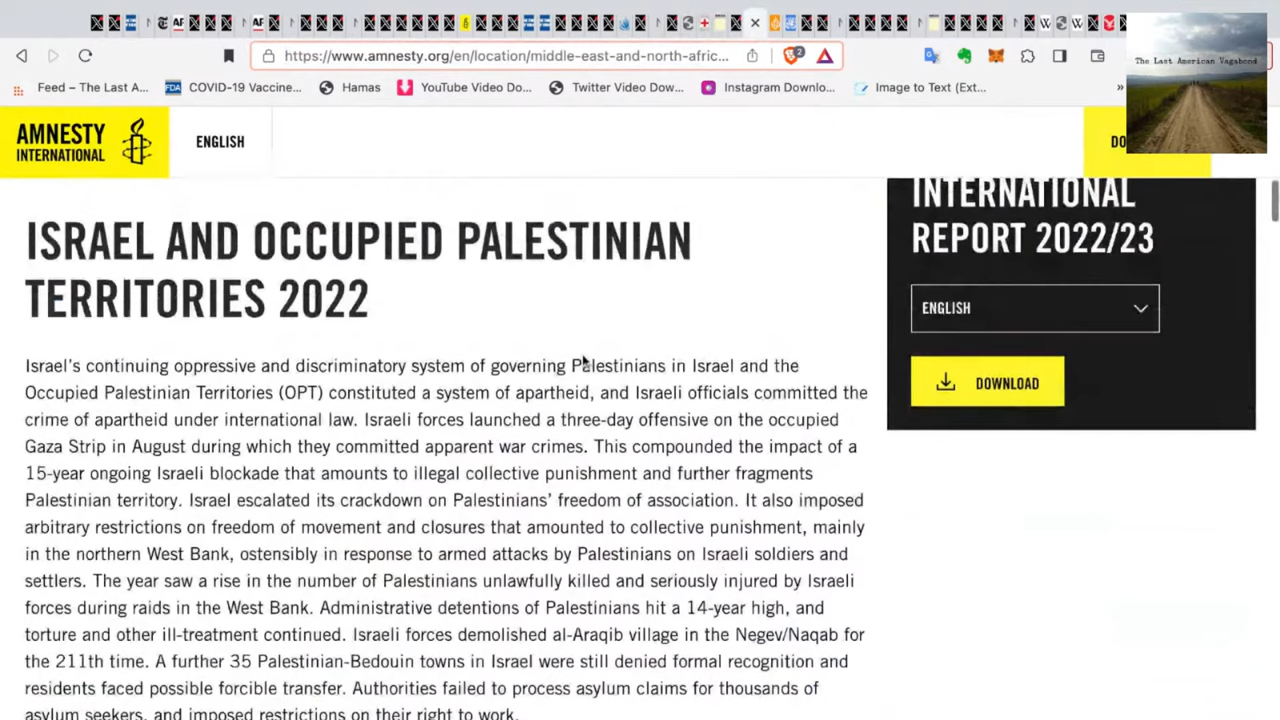 https://www.amnesty.org/en/location/middle-east-and-north-afric...
2
The Last American Vagabond
Feed – The Last A...
COVID-19 Vaccine...
Hamas
YouTube Video Do...
Twitter Video Dow...
Instagram Downlo...
Image to Text (Ext...
»
AMNESTY
INTERNATIONAL
ENGLISH
DO
ISRAEL AND OCCUPIED PALESTINIAN
TERRITORIES 2022
Israel's continuing oppressive and discriminatory system of governing Palestinians in Israel and the
Occupied Palestinian Territories (OPT) constituted a system of apartheid, and Israeli officials committed the
crime of apartheid under international law. Israeli forces launched a three-day offensive on the occupied
Gaza Strip in August during which they committed apparent war crimes. This compounded the impact of a
15-year ongoing Israeli blockade that amounts to illegal collective punishment and further fragments
Palestinian territory. Israel escalated its crackdown on Palestinians' freedom of association. It also imposed
arbitrary restrictions on freedom of movement and closures that amounted to collective punishment, mainly
in the northern West Bank, ostensibly in response to armed attacks by Palestinians on Israeli soldiers and
settlers. The year saw a rise in the number of Palestinians unlawfully killed and seriously injured by Israeli
forces during raids in the West Bank. Administrative detentions of Palestinians hit a 14-year high, and
torture and other ill-treatment continued. Israeli forces demolished al-Araqib village in the Negev/Naqab for
the 211th time. A further 35 Palestinian-Bedouin towns in Israel were still denied formal recognition and
residents faced possible forcible transfer. Authorities failed to process asylum claims for thousands of
asylum seekers, and imposed restrictions on their right to work.
INTERNATIONAL
REPORT 2022/23
ENGLISH
DOWNLOAD